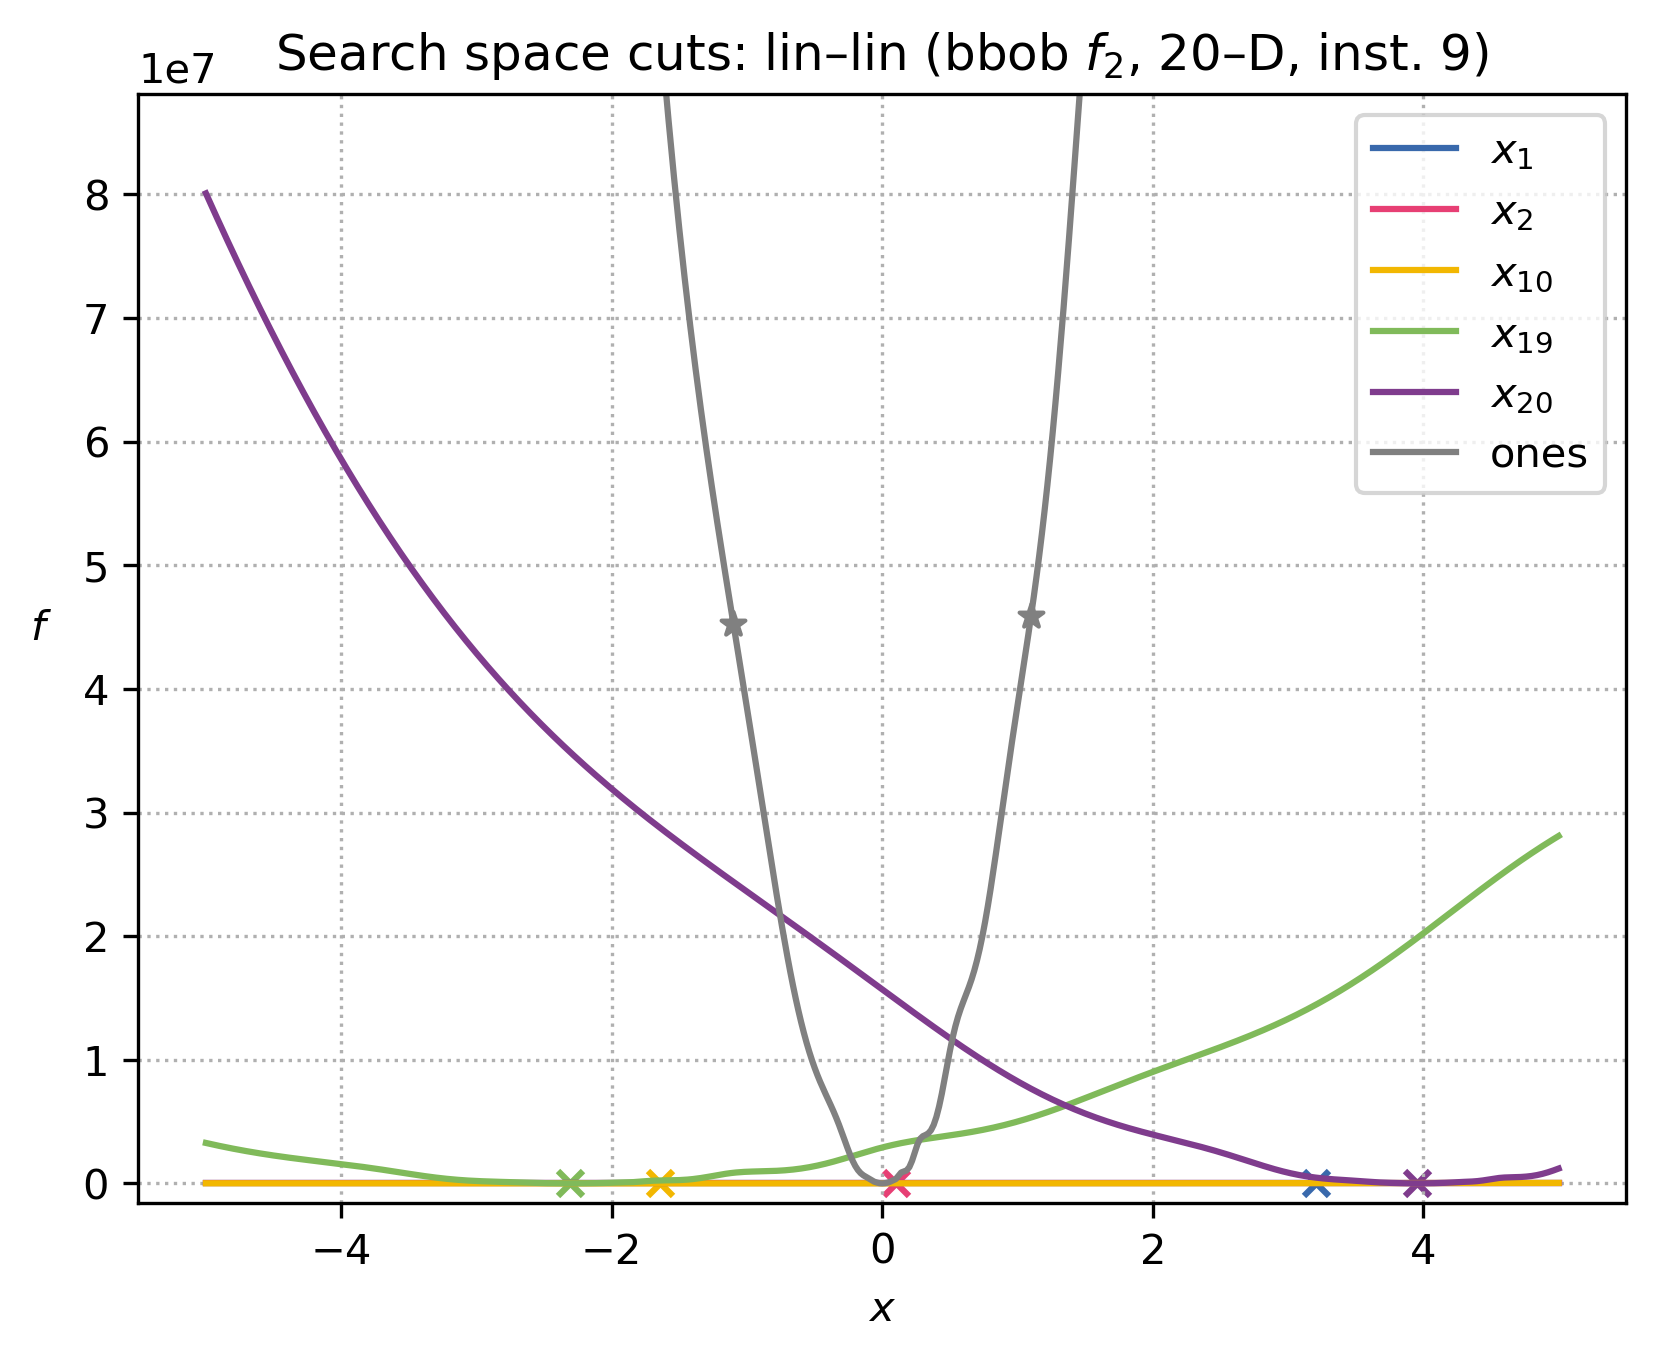 Search space cuts: lin–lin (bbob f₂, 20–D, inst. 9)
1e7
8
7
6
5
4
3
2
1
0
f
−4
−2
0
2
4
x
x₁
x₂
x₁₀
x₁₉
x₂₀
ones